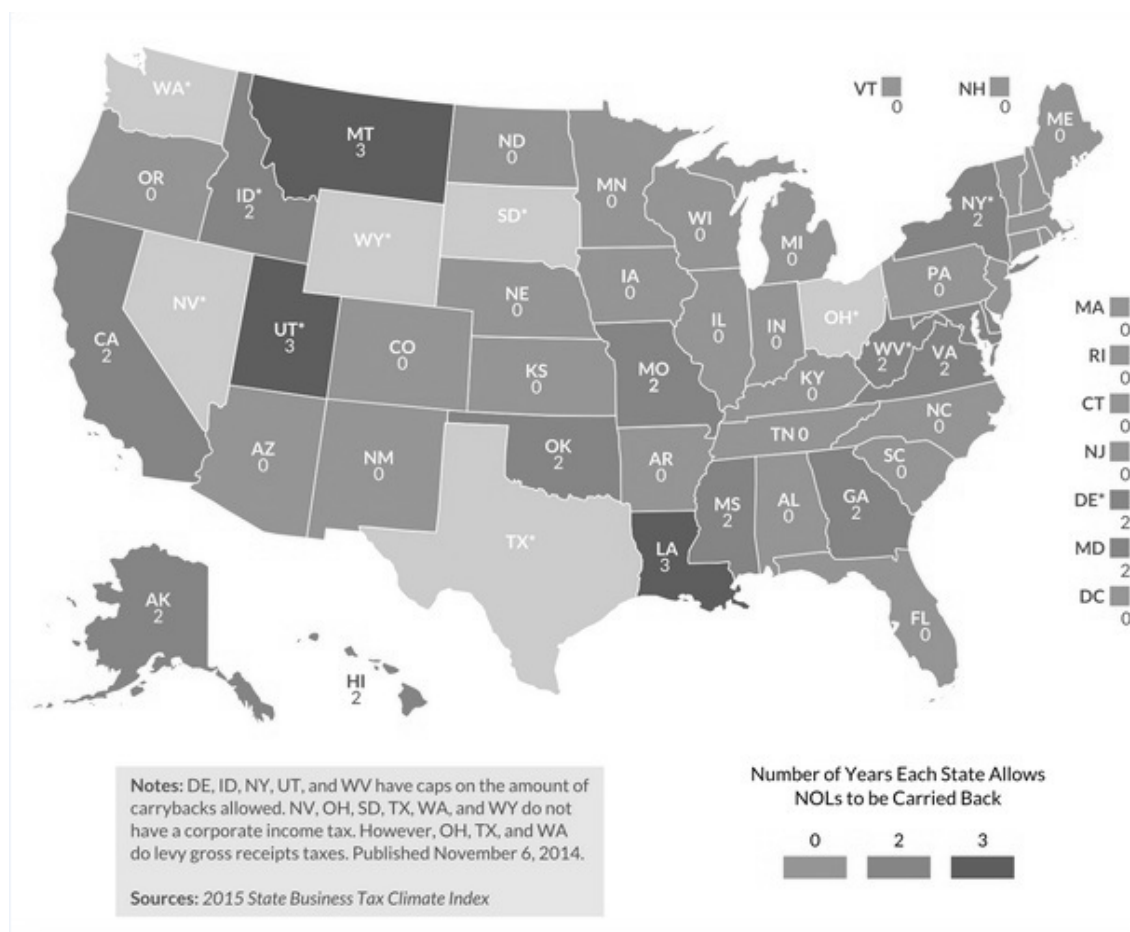 WA*
VT
0
NH
0
ME
0
MT
3
ND
0
OR
0
ID*
2
MN
0
SD*
WI
0
NY*
2
WY*
MI
0
IA
0
PA
0
NE
0
NV*
UT*
3
CA
2
CO
0
IL
0
IN
0
OH*
MA
0
WV*
2
VA
2
RI
0
KS
0
MO
2
KY
0
CT
0
NC
0
TN 0
AZ
0
NM
0
OK
2
AR
0
SC
0
NJ
0
MS
2
AL
0
GA
2
DE*
2
TX*
LA
3
MD
2
DC
0
AK
2
FL
0
HI
2
Notes: DE, ID, NY, UT, and WV have caps on the amount of
carrybacks allowed. NV, OH, SD, TX, WA, and WY do not
have a corporate income tax. However, OH, TX, and WA
do levy gross receipts taxes. Published November 6, 2014.
Sources: 2015 State Business Tax Climate Index
Number of Years Each State Allows
NOLs to be Carried Back
0 2 3